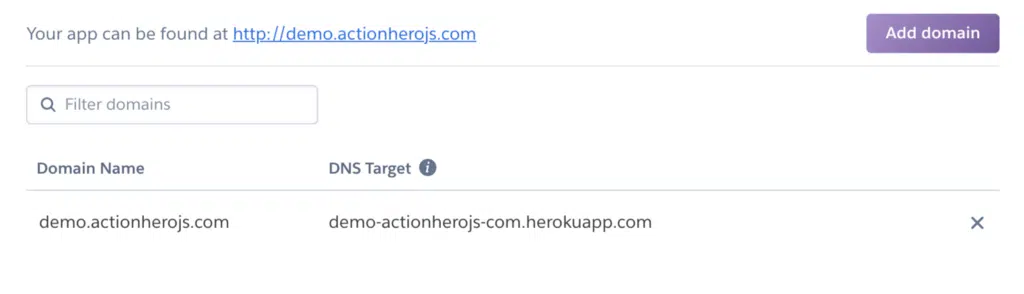 Your app can be found at http://demo.actionherojs.com
Add domain
Filter domains
Domain Name DNS Target
demo.actionherojs.com demo-actionherojs-com.herokuapp.com